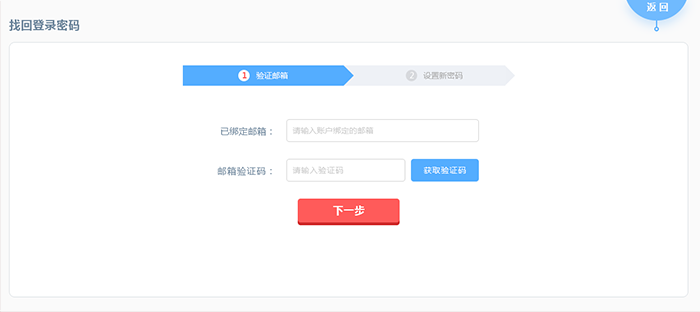 返回
找回登录密码
1 验证邮箱
2 设置新密码
已绑定邮箱：
请输入账户绑定的邮箱
邮箱验证码：
请输入验证码
获取验证码
下一步